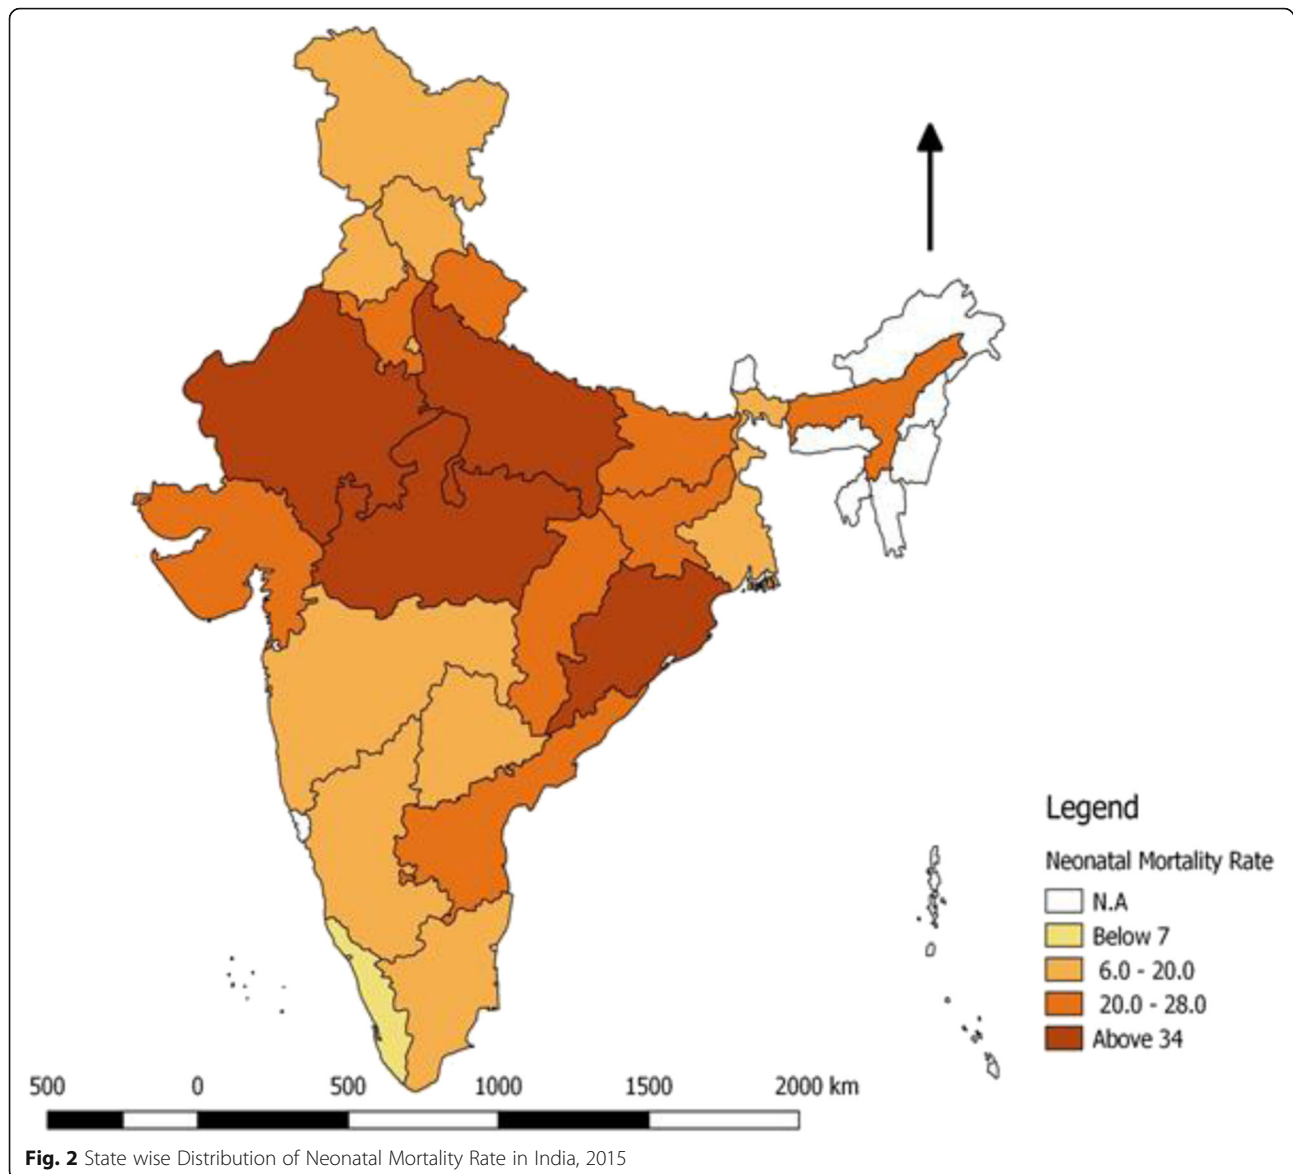 Legend
Neonatal Mortality Rate
N.A
Below 7
6.0 - 20.0
20.0 - 28.0
Above 34
500 0 500 1000 1500 2000 km
Fig. 2 State wise Distribution of Neonatal Mortality Rate in India, 2015